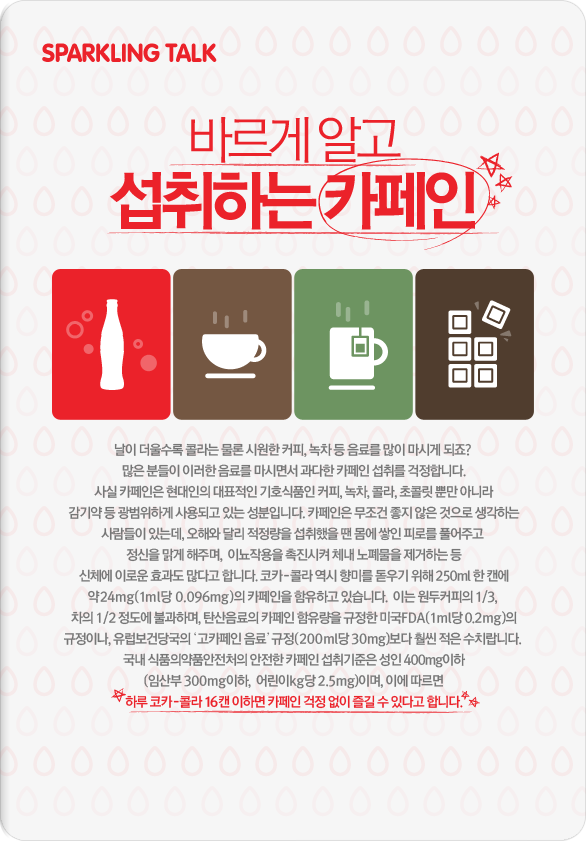 SPARKLING TALK
바르게 알고
섭취하는 카페인
날이 더울수록 콜라는 물론 시원한 커피, 녹차 등 음료를 많이 마시게 되죠?
많은 분들이 이러한 음료를 마시면서 과다한 카페인 섭취를 걱정합니다.
사실 카페인은 현대인의 대표적인 기호식품인 커피, 녹차, 콜라, 초콜릿 뿐만 아니라
감기약 등 광범위하게 사용되고 있는 성분입니다. 카페인은 무조건 좋지 않은 것으로 생각하는
사람들이 있는데, 오해와 달리 적정량을 섭취했을 땐 몸에 쌓인 피로를 풀어주고
정신을 맑게 해주며, 이뇨작용을 촉진시켜 체내 노폐물을 제거하는 등
신체에 이로운 효과도 많다고 합니다. 코카-콜라 역시 향미를 돋우기 위해 250ml 한 캔에
약24mg(1ml당 0.096mg)의 카페인을 함유하고 있습니다. 이는 원두커피의 1/3,
차의 1/2 정도에 불과하며, 탄산음료의 카페인 함유량을 규정한 미국FDA(1ml당 0.2mg)의
규정이나, 유럽보건당국의 ‘고카페인 음료’ 규정(200ml당 30mg)보다 훨씬 적은 수치랍니다.
국내 식품의약품안전처의 안전한 카페인 섭취기준은 성인 400mg이하
(임산부 300mg이하, 어린이kg당 2.5mg)이며, 이에 따르면
하루 코카-콜라 16캔 이하면 카페인 걱정 없이 즐길 수 있다고 합니다.